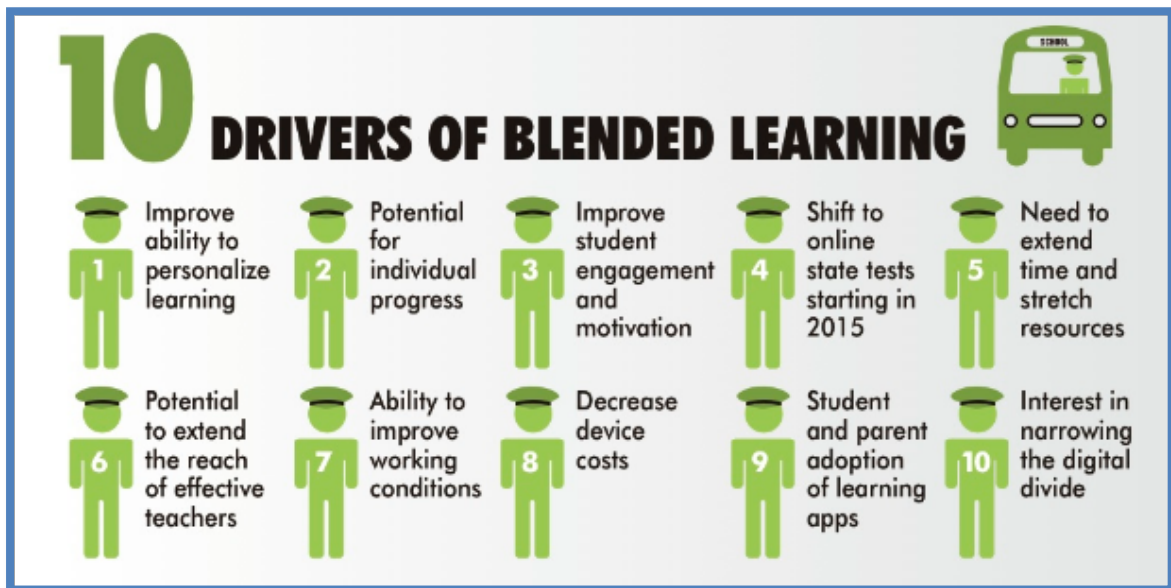 10
DRIVERS OF BLENDED LEARNING
SCHOOL
1
Improve
ability to
personalize
learning
2
Potential
for
individual
progress
3
Improve
student
engagement
and
motivation
4
Shift to
online
state tests
starting in
2015
5
Need to
extend
time and
stretch
resources
6
Potential
to extend
the reach
of effective
teachers
7
Ability to
improve
working
conditions
8
Decrease
device
costs
9
Student
and parent
adoption
of learning
apps
10
Interest in
narrowing
the digital
divide